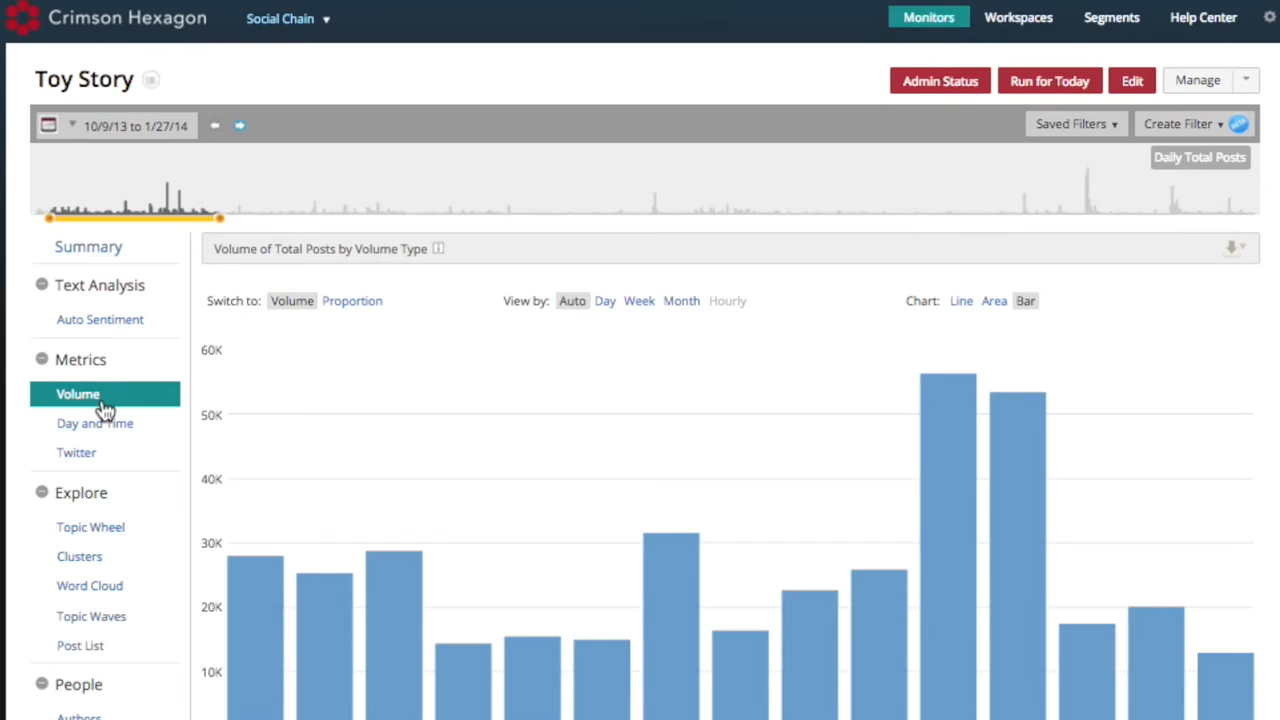 Crimson Hexagon
Social Chain
Monitors
Workspaces
Segments
Help Center
Toy Story
Admin Status
Run for Today
Edit
Manage
10/9/13 to 1/27/14
Saved Filters
Create Filter
Daily Total Posts
Summary
Volume of Total Posts by Volume Type
Text Analysis
Switch to: Volume Proportion
View by: Auto Day Week Month Hourly
Chart: Line Area Bar
Auto Sentiment
Metrics
Volume
Day and Time
Twitter
Explore
Topic Wheel
Clusters
Word Cloud
Topic Waves
Post List
People
Authors
60K
50K
40K
30K
20K
10K